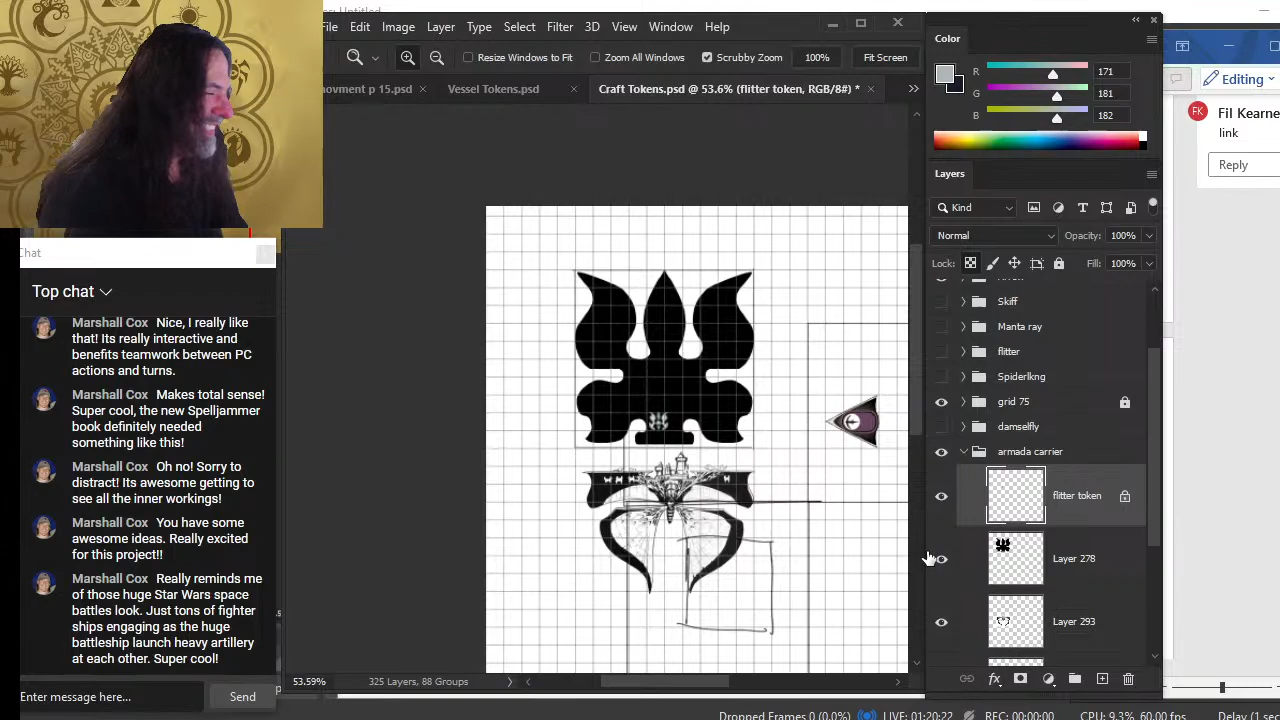 s: Untitled
File Edit Image Layer Type Select Filter 3D View Window Help
Resize Windows to Fit Zoom All Windows Scrubby Zoom 100% Fit Screen
ovment p 15.psd × Vessel Tokens.psd × Craft Tokens.psd @ 53.6% (flitter token, RGB/8#) * ×
Color
R 171
G 181
B 182
Layers
Kind
Normal Opacity: 100%
Lock: Fill: 100%
Skiff
Manta ray
flitter
Spiderlkng
grid 75
damselfly
armada carrier
flitter token
Layer 278
Layer 293
53.59% 325 Layers, 88 Groups
Editing
FK Fil Kearney
link
Reply
Chat
Top chat
Marshall Cox Nice, I really like
that! Its really interactive and
benefits teamwork between PC
actions and turns.
Marshall Cox Makes total sense!
Super cool, the new Spelljammer
book definitely needed
something like this!
Marshall Cox Oh no! Sorry to
distract! Its awesome getting to
see all the inner workings!
Marshall Cox You have some
awesome ideas. Really excited
for this project!!
Marshall Cox Really reminds me
of those huge Star Wars space
battles look. Just tons of fighter
ships engaging as the huge
battleship launch heavy artillery
at each other. Super cool!
Enter message here... Send
Dropped Frames 0 (0.0%) LIVE: 01:20:22 REC: 00:00:00 CPU: 9.3%, 60.00 fps Delay (1 sec